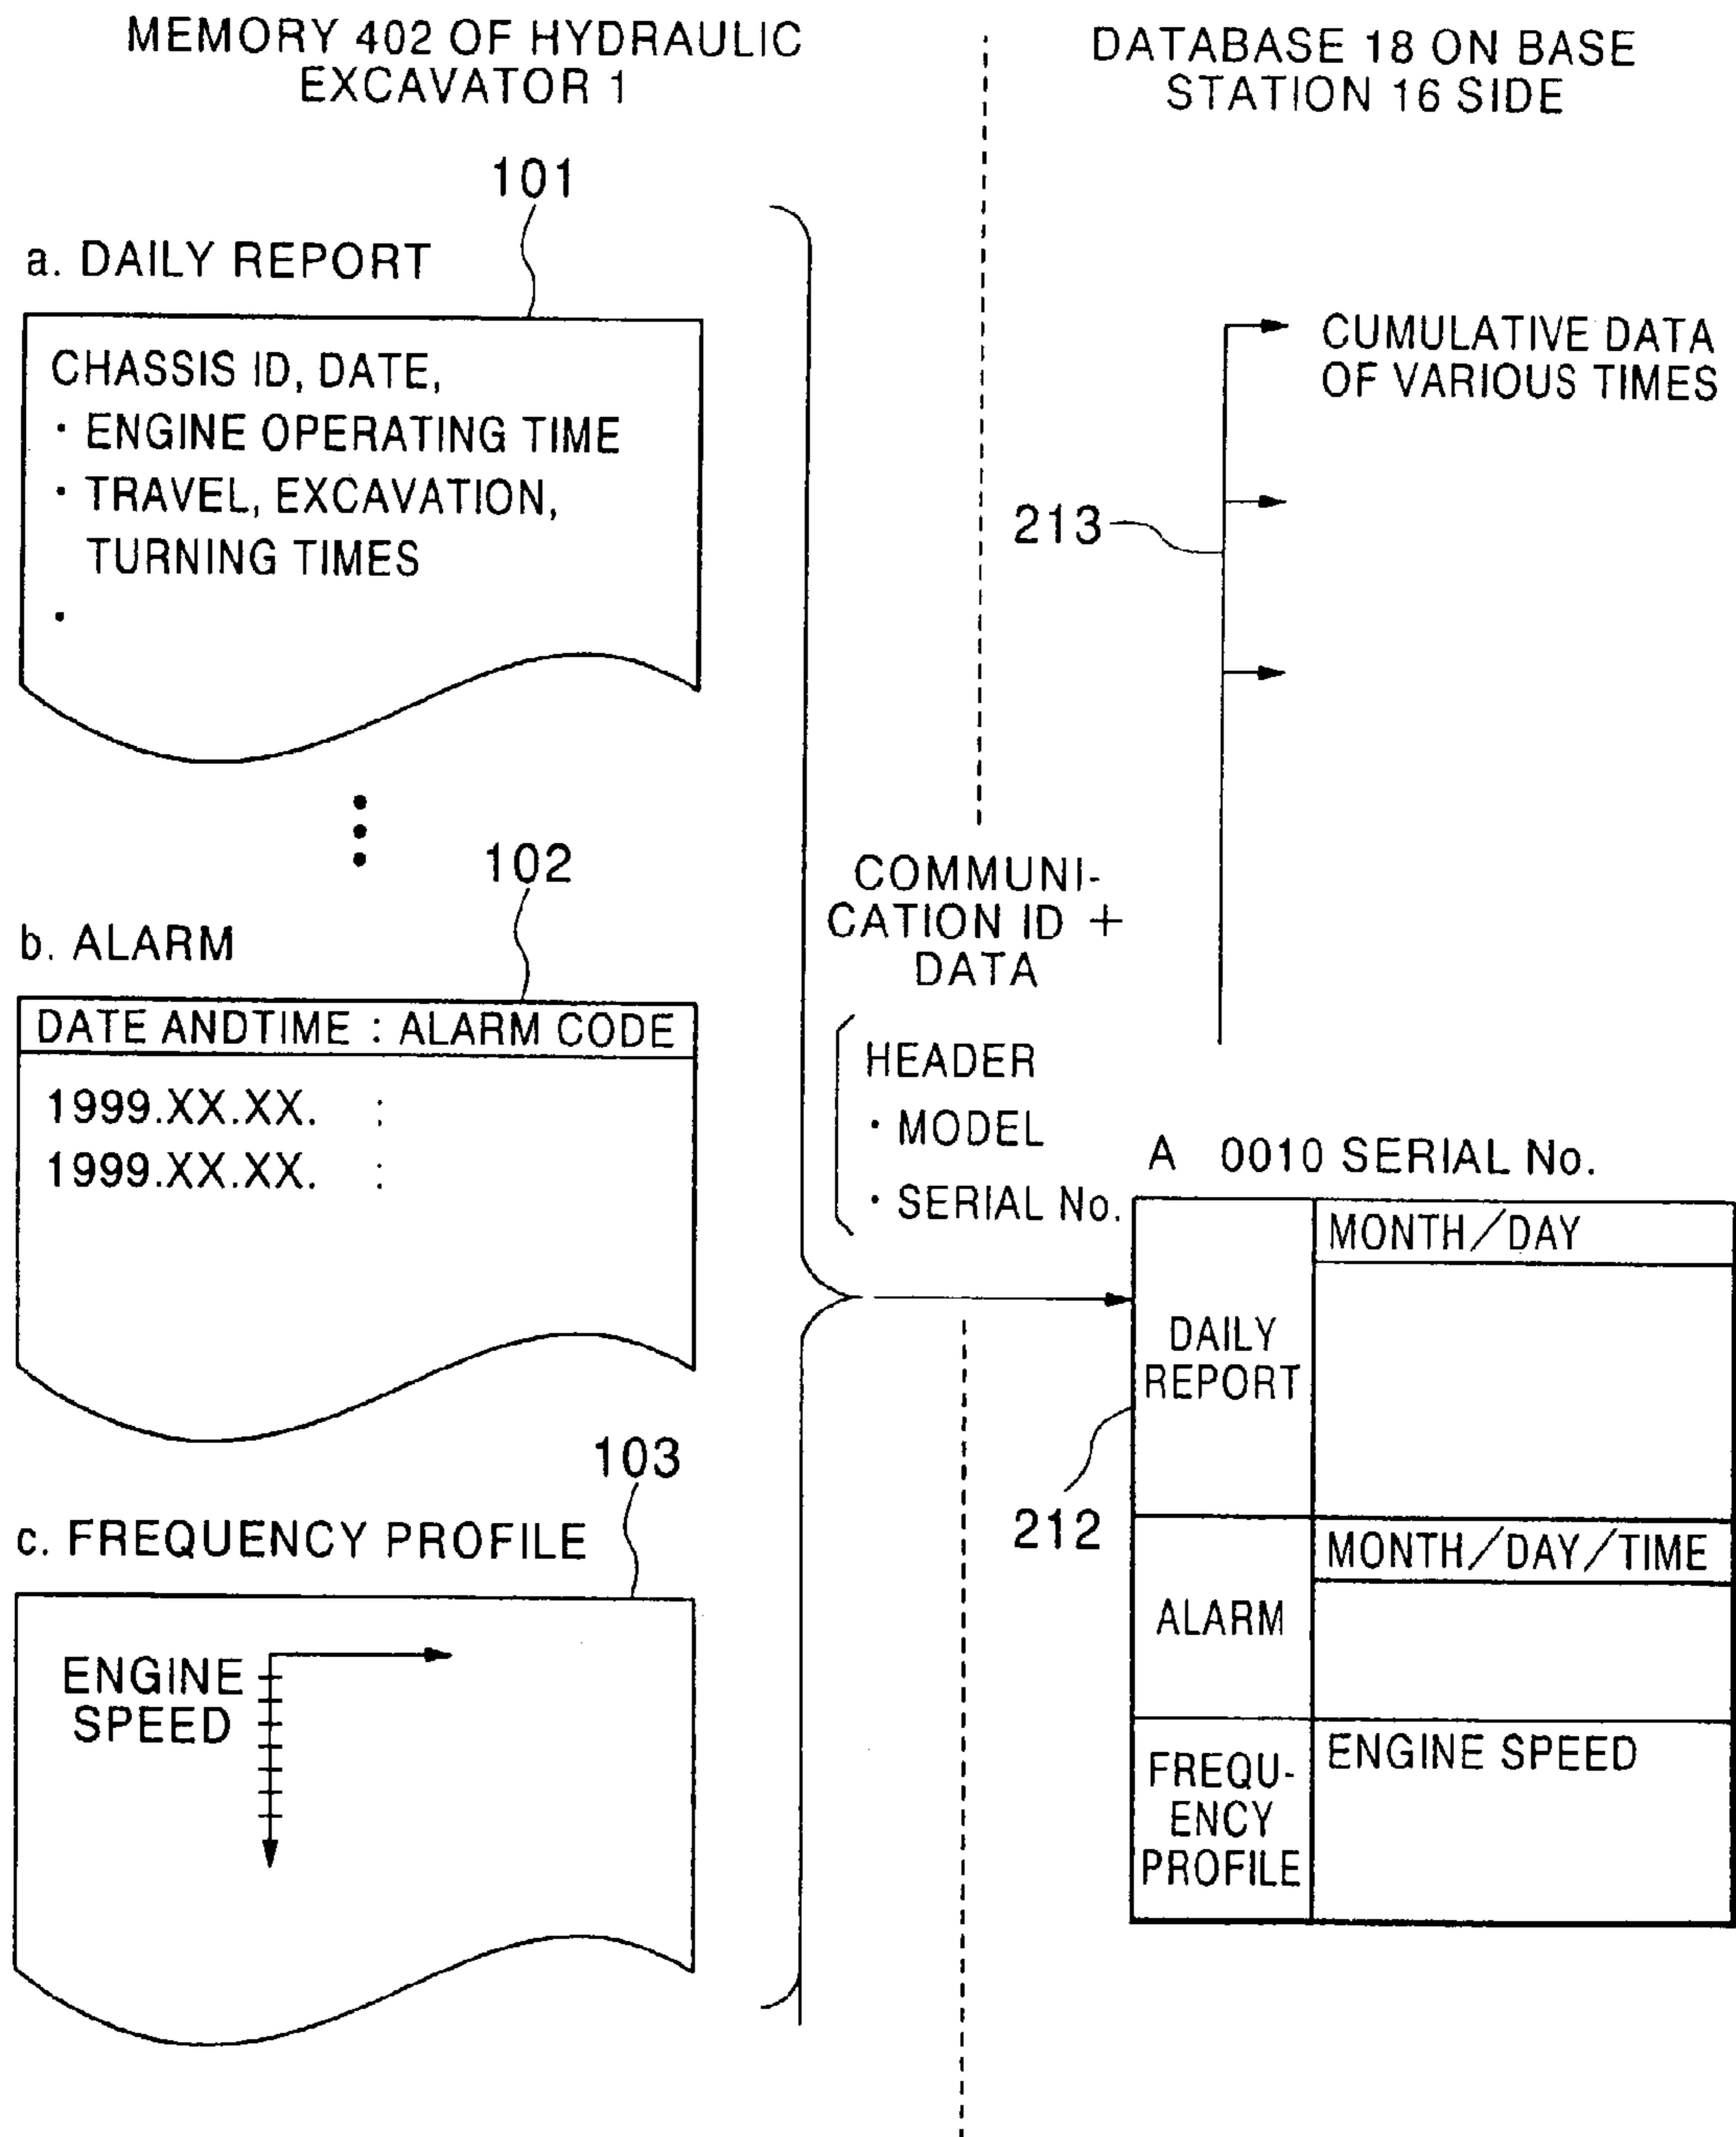 MEMORY 402 OF HYDRAULIC
EXCAVATOR 1
101
a. DAILY REPORT
CHASSIS ID, DATE,
· ENGINE OPERATING TIME
· TRAVEL, EXCAVATION,
TURNING TIMES
·
102
b. ALARM
DATE ANDTIME : ALARM CODE
1999.XX.XX. :
1999.XX.XX. :
103
c. FREQUENCY PROFILE
ENGINE
SPEED
COMMUNI-
CATION ID +
DATA
HEADER
· MODEL
· SERIAL No.
DATABASE 18 ON BASE
STATION 16 SIDE
CUMULATIVE DATA
OF VARIOUS TIMES
213
A 0010 SERIAL No.
DAILY
REPORT
MONTH/DAY
212
ALARM
MONTH/DAY/TIME
FREQU-
ENCY
PROFILE
ENGINE SPEED